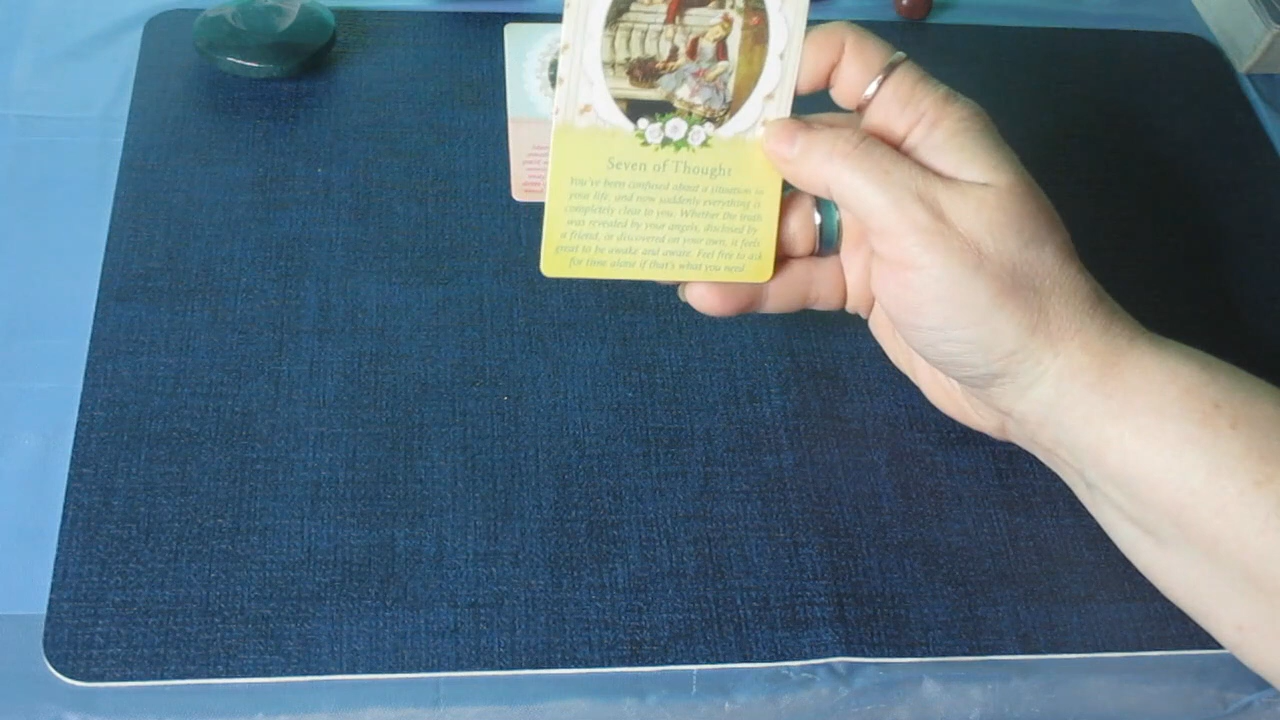 Seven of Thought
You've been confused about a situation in
your life, and now suddenly everything is
completely clear to you. Whether the truth
was revealed by your angels, disclosed by
a friend, or discovered on your own, it feels
great to be awake and aware. Feel free to ask
for time alone if that's what you need.